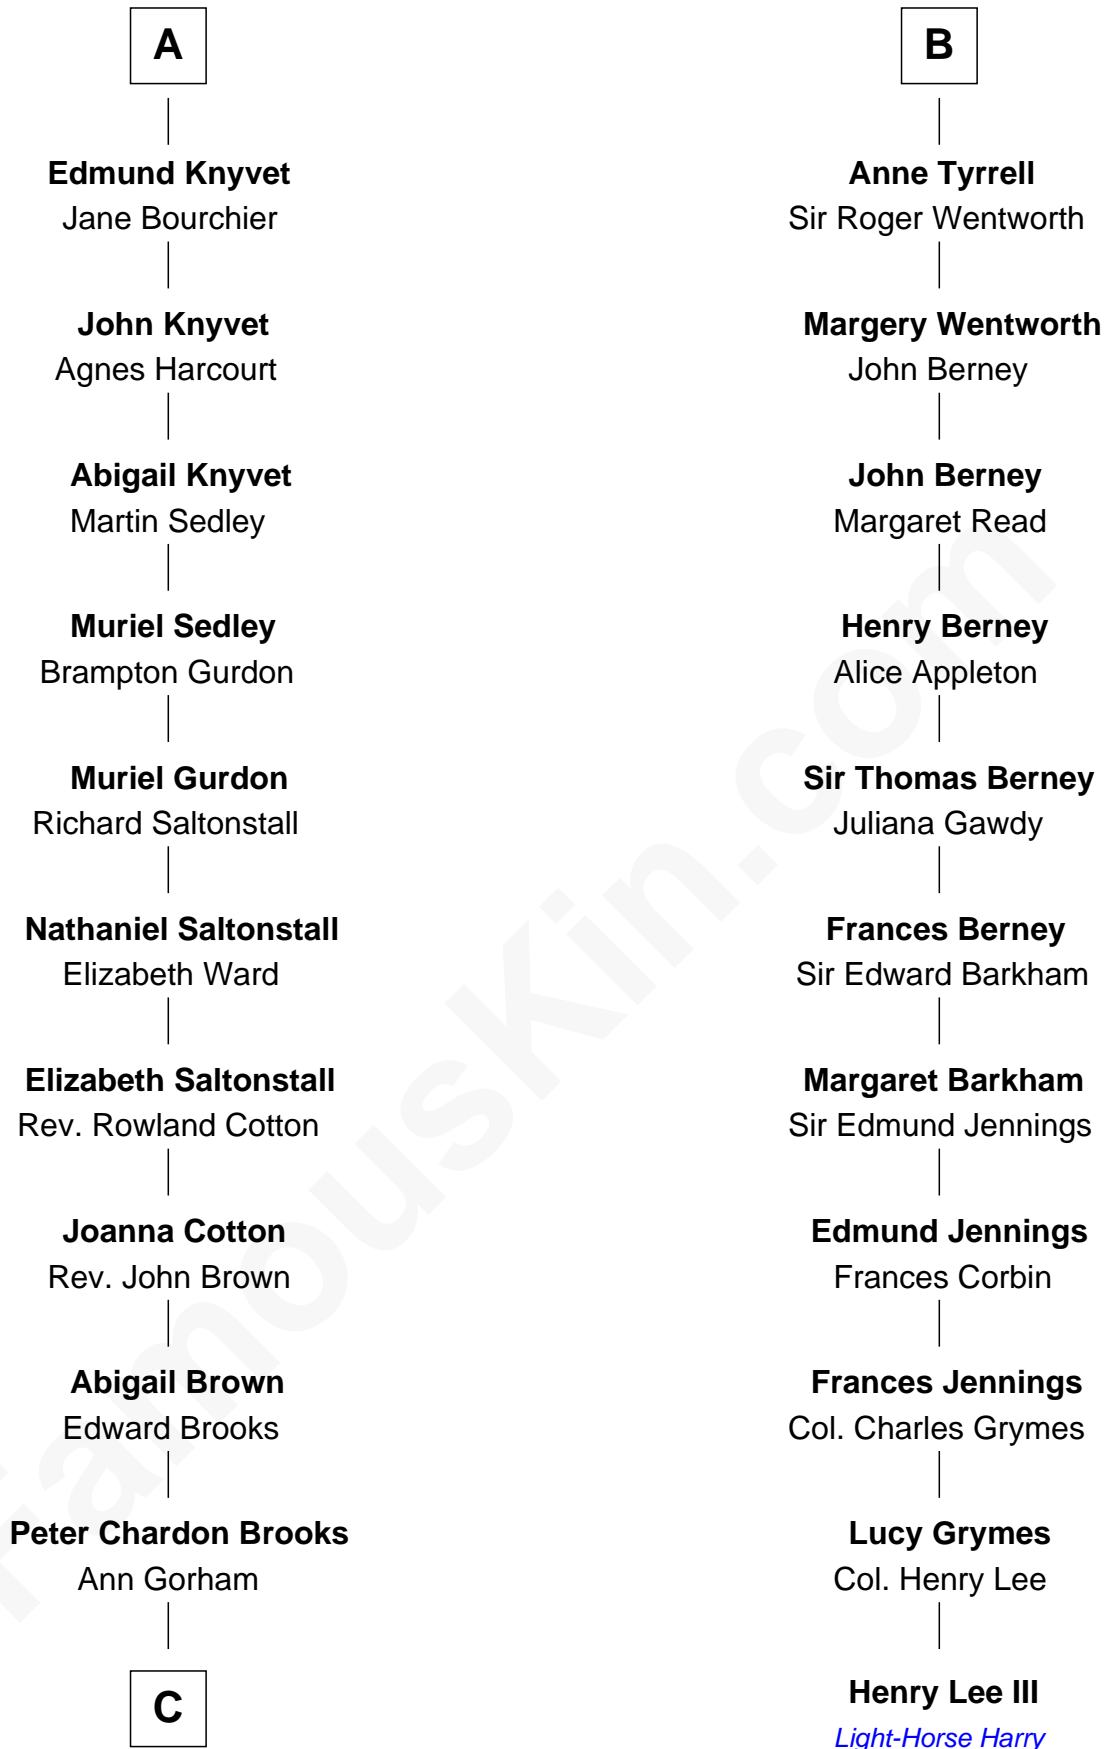 A
Edmund Knyvet
Jane Bourchier
John Knyvet
Agnes Harcourt
Abigail Knyvet
Martin Sedley
Muriel Sedley
Brampton Gurdon
Muriel Gurdon
Richard Saltonstall
Nathaniel Saltonstall
Elizabeth Ward
Elizabeth Saltonstall
Rev. Rowland Cotton
Joanna Cotton
Rev. John Brown
Abigail Brown
Edward Brooks
Peter Chardon Brooks
Ann Gorham
C
B
Anne Tyrrell
Sir Roger Wentworth
Margery Wentworth
John Berney
John Berney
Margaret Read
Henry Berney
Alice Appleton
Sir Thomas Berney
Juliana Gawdy
Frances Berney
Sir Edward Barkham
Margaret Barkham
Sir Edmund Jennings
Edmund Jennings
Frances Corbin
Frances Jennings
Col. Charles Grymes
Lucy Grymes
Col. Henry Lee
Henry Lee III
Light-Horse Harry
FamousKin.com